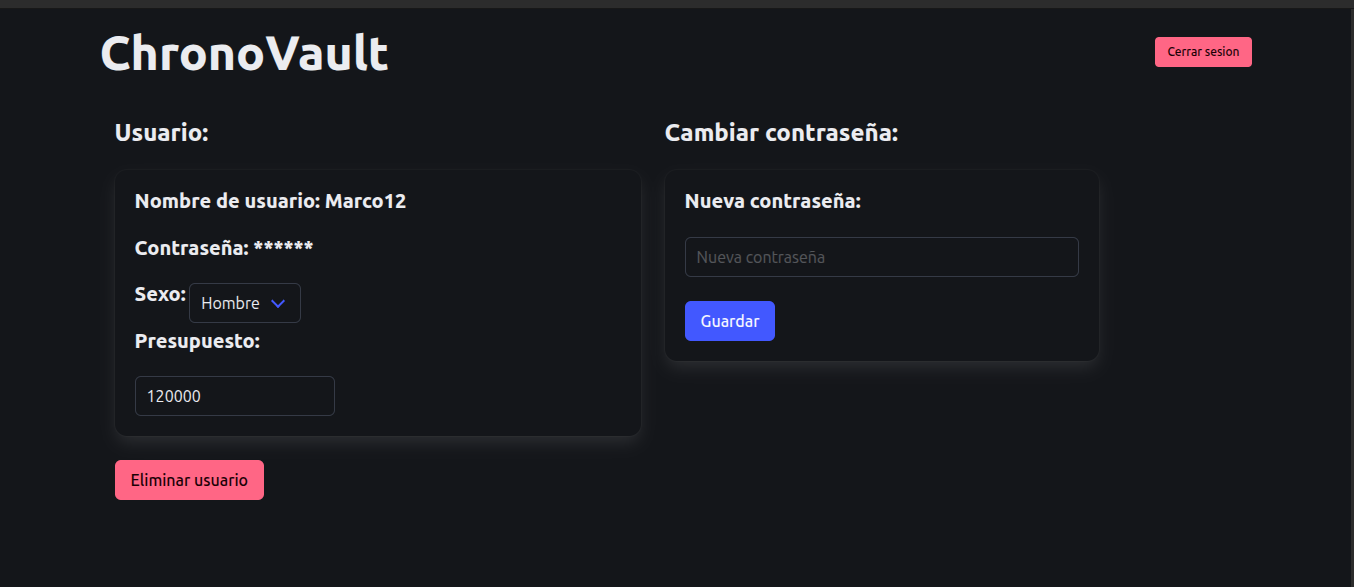 ChronoVault
Cerrar sesion
Usuario:
Nombre de usuario: Marco12
Contraseña: ******
Sexo: Hombre
Presupuesto:
120000
Eliminar usuario
Cambiar contraseña:
Nueva contraseña:
Nueva contraseña
Guardar